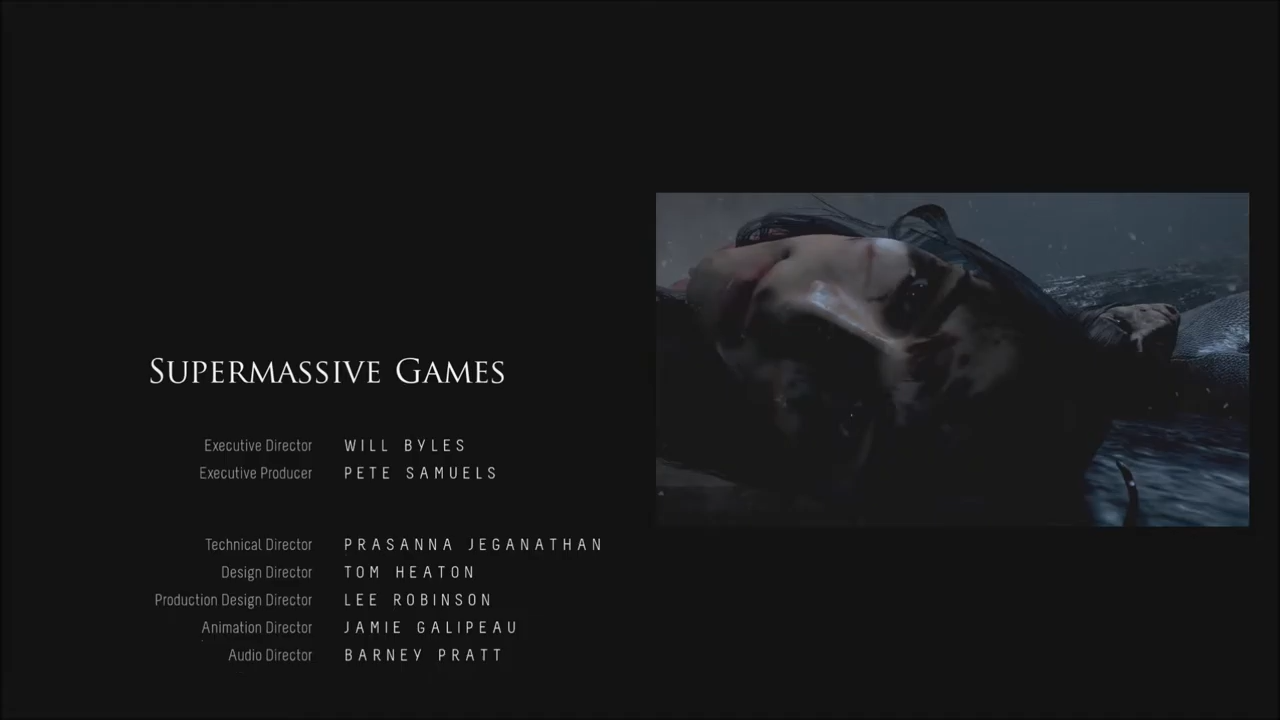 Supermassive Games
Executive Director WILL BYLES
Executive Producer PETE SAMUELS
Technical Director PRASANNA JEGANATHAN
Design Director TOM HEATON
Production Design Director LEE ROBINSON
Animation Director JAMIE GALIPEAU
Audio Director BARNEY PRATT